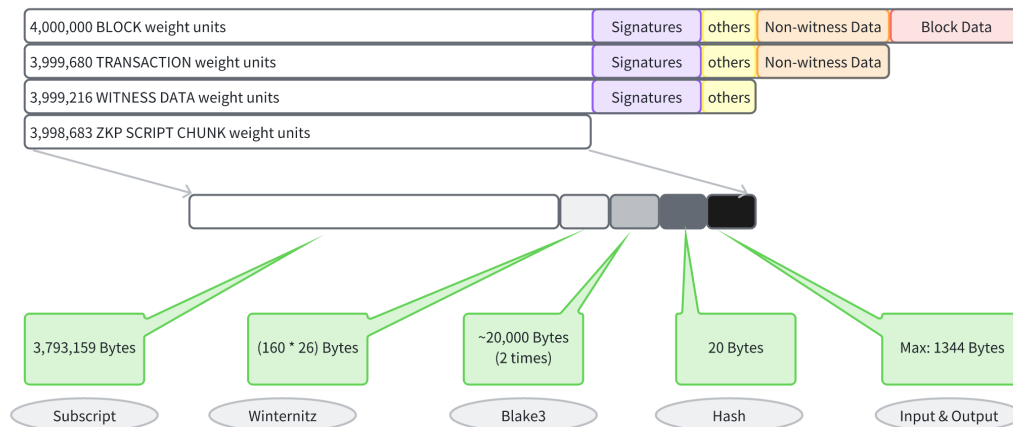 4,000,000 BLOCK weight units
Signatures
others
Non-witness Data
Block Data
3,999,680 TRANSACTION weight units
Signatures
others
Non-witness Data
3,999,216 WITNESS DATA weight units
Signatures
others
3,998,683 ZKP SCRIPT CHUNK weight units
3,793,159 Bytes
(160 * 26) Bytes
~20,000 Bytes
(2 times)
20 Bytes
Max: 1344 Bytes
Subscript
Winternitz
Blake3
Hash
Input & Output